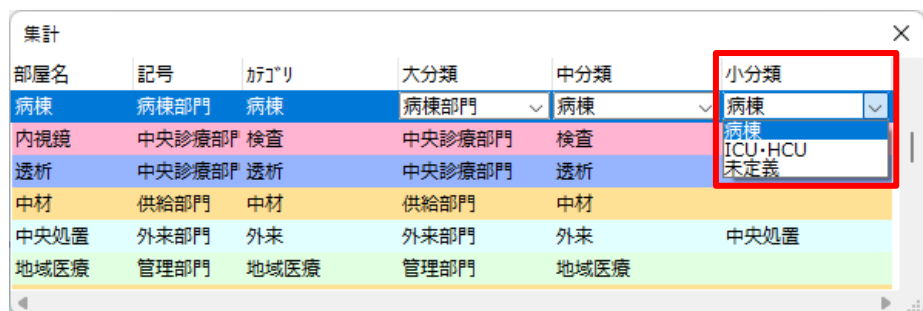 集計
部屋名 記号 ｶﾃｺﾞﾘ 大分類 中分類 小分類
病棟 病棟部門 病棟 病棟部門 病棟 病棟
病棟
ICU･HCU
未定義
内視鏡 中央診療部門 検査 中央診療部門 検査
透析 中央診療部門 透析 中央診療部門 透析
中材 供給部門 中材 供給部門 中材
中央処置 外来部門 外来 外来部門 外来 中央処置
地域医療 管理部門 地域医療 管理部門 地域医療